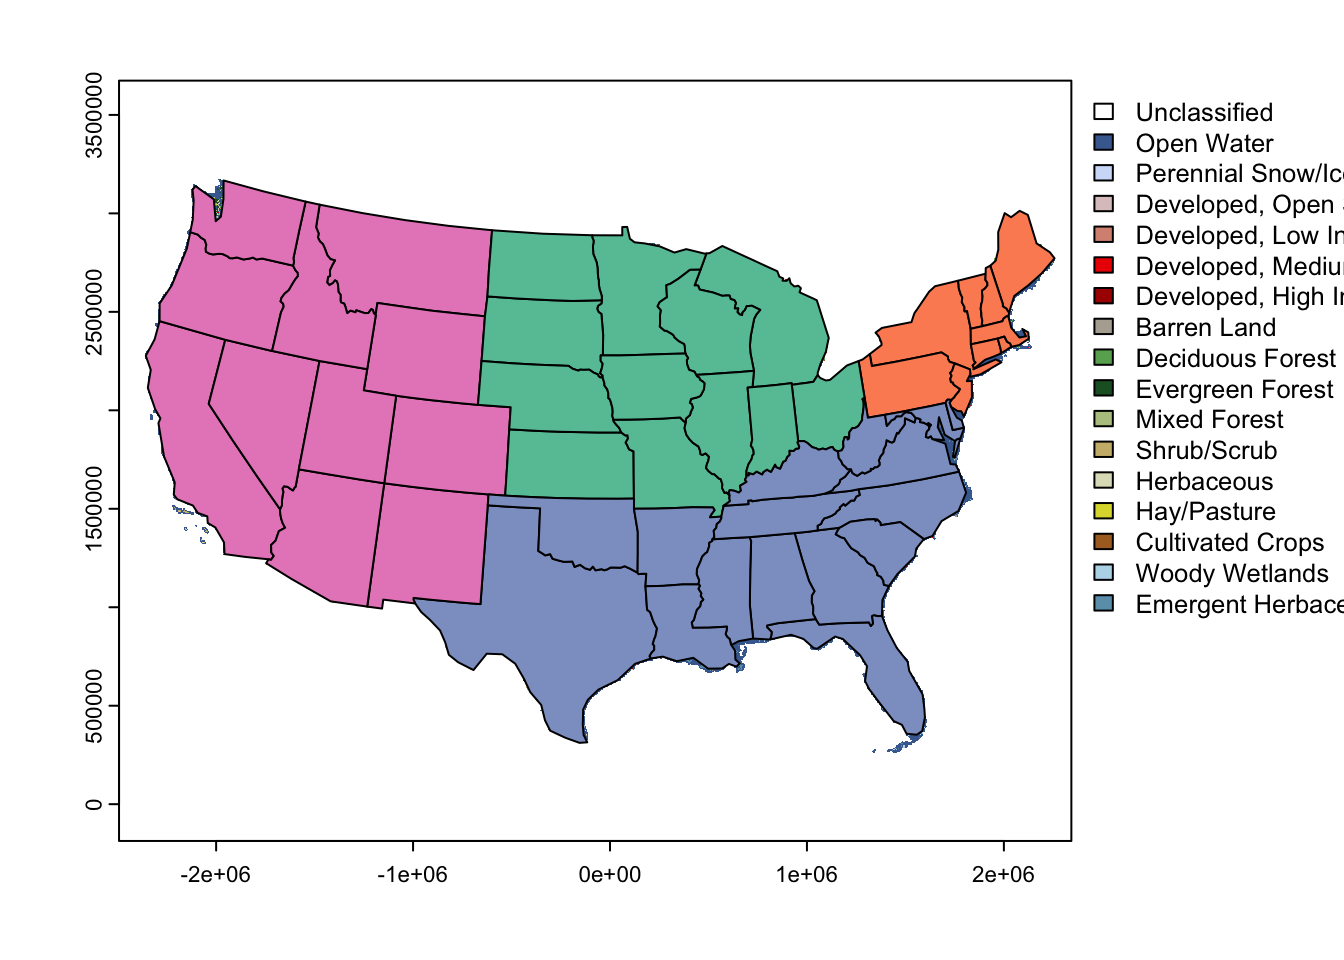 3500000
2500000
1500000
500000
0
-2e+06
-1e+06
0e+00
1e+06
2e+06
Unclassified
Open Water
Perennial Snow/Ic
Developed, Open
Developed, Low In
Developed, Mediu
Developed, High In
Barren Land
Deciduous Forest
Evergreen Forest
Mixed Forest
Shrub/Scrub
Herbaceous
Hay/Pasture
Cultivated Crops
Woody Wetlands
Emergent Herbace